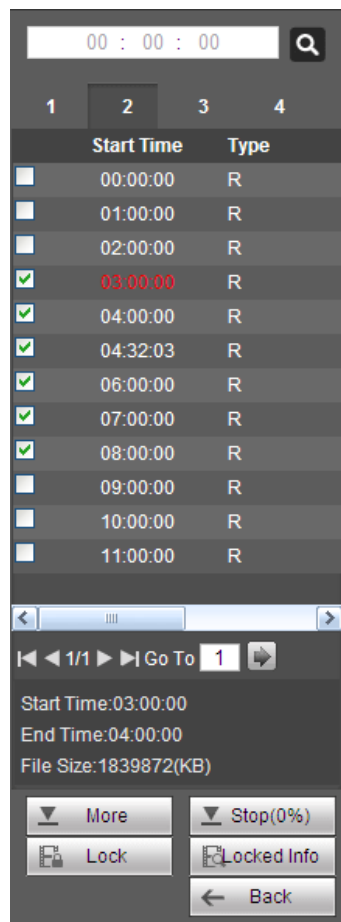 00 : 00 : 00
1 2 3 4
Start Time Type
00:00:00 R
01:00:00 R
02:00:00 R
03:00:00 R
04:00:00 R
04:32:03 R
06:00:00 R
07:00:00 R
08:00:00 R
09:00:00 R
10:00:00 R
11:00:00 R
1/1 Go To 1
Start Time:03:00:00
End Time:04:00:00
File Size:1839872(KB)
More Stop(0%)
Lock Locked Info
Back